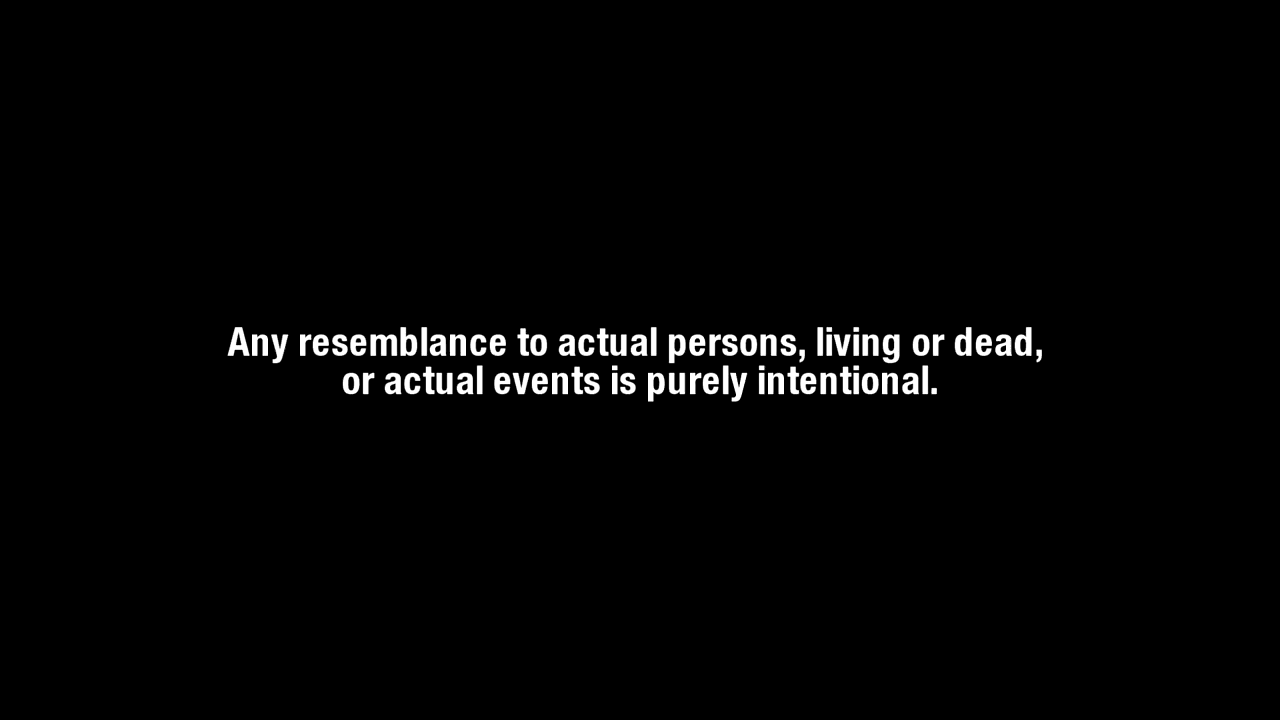 Any resemblance to actual persons, living or dead,
or actual events is purely intentional.